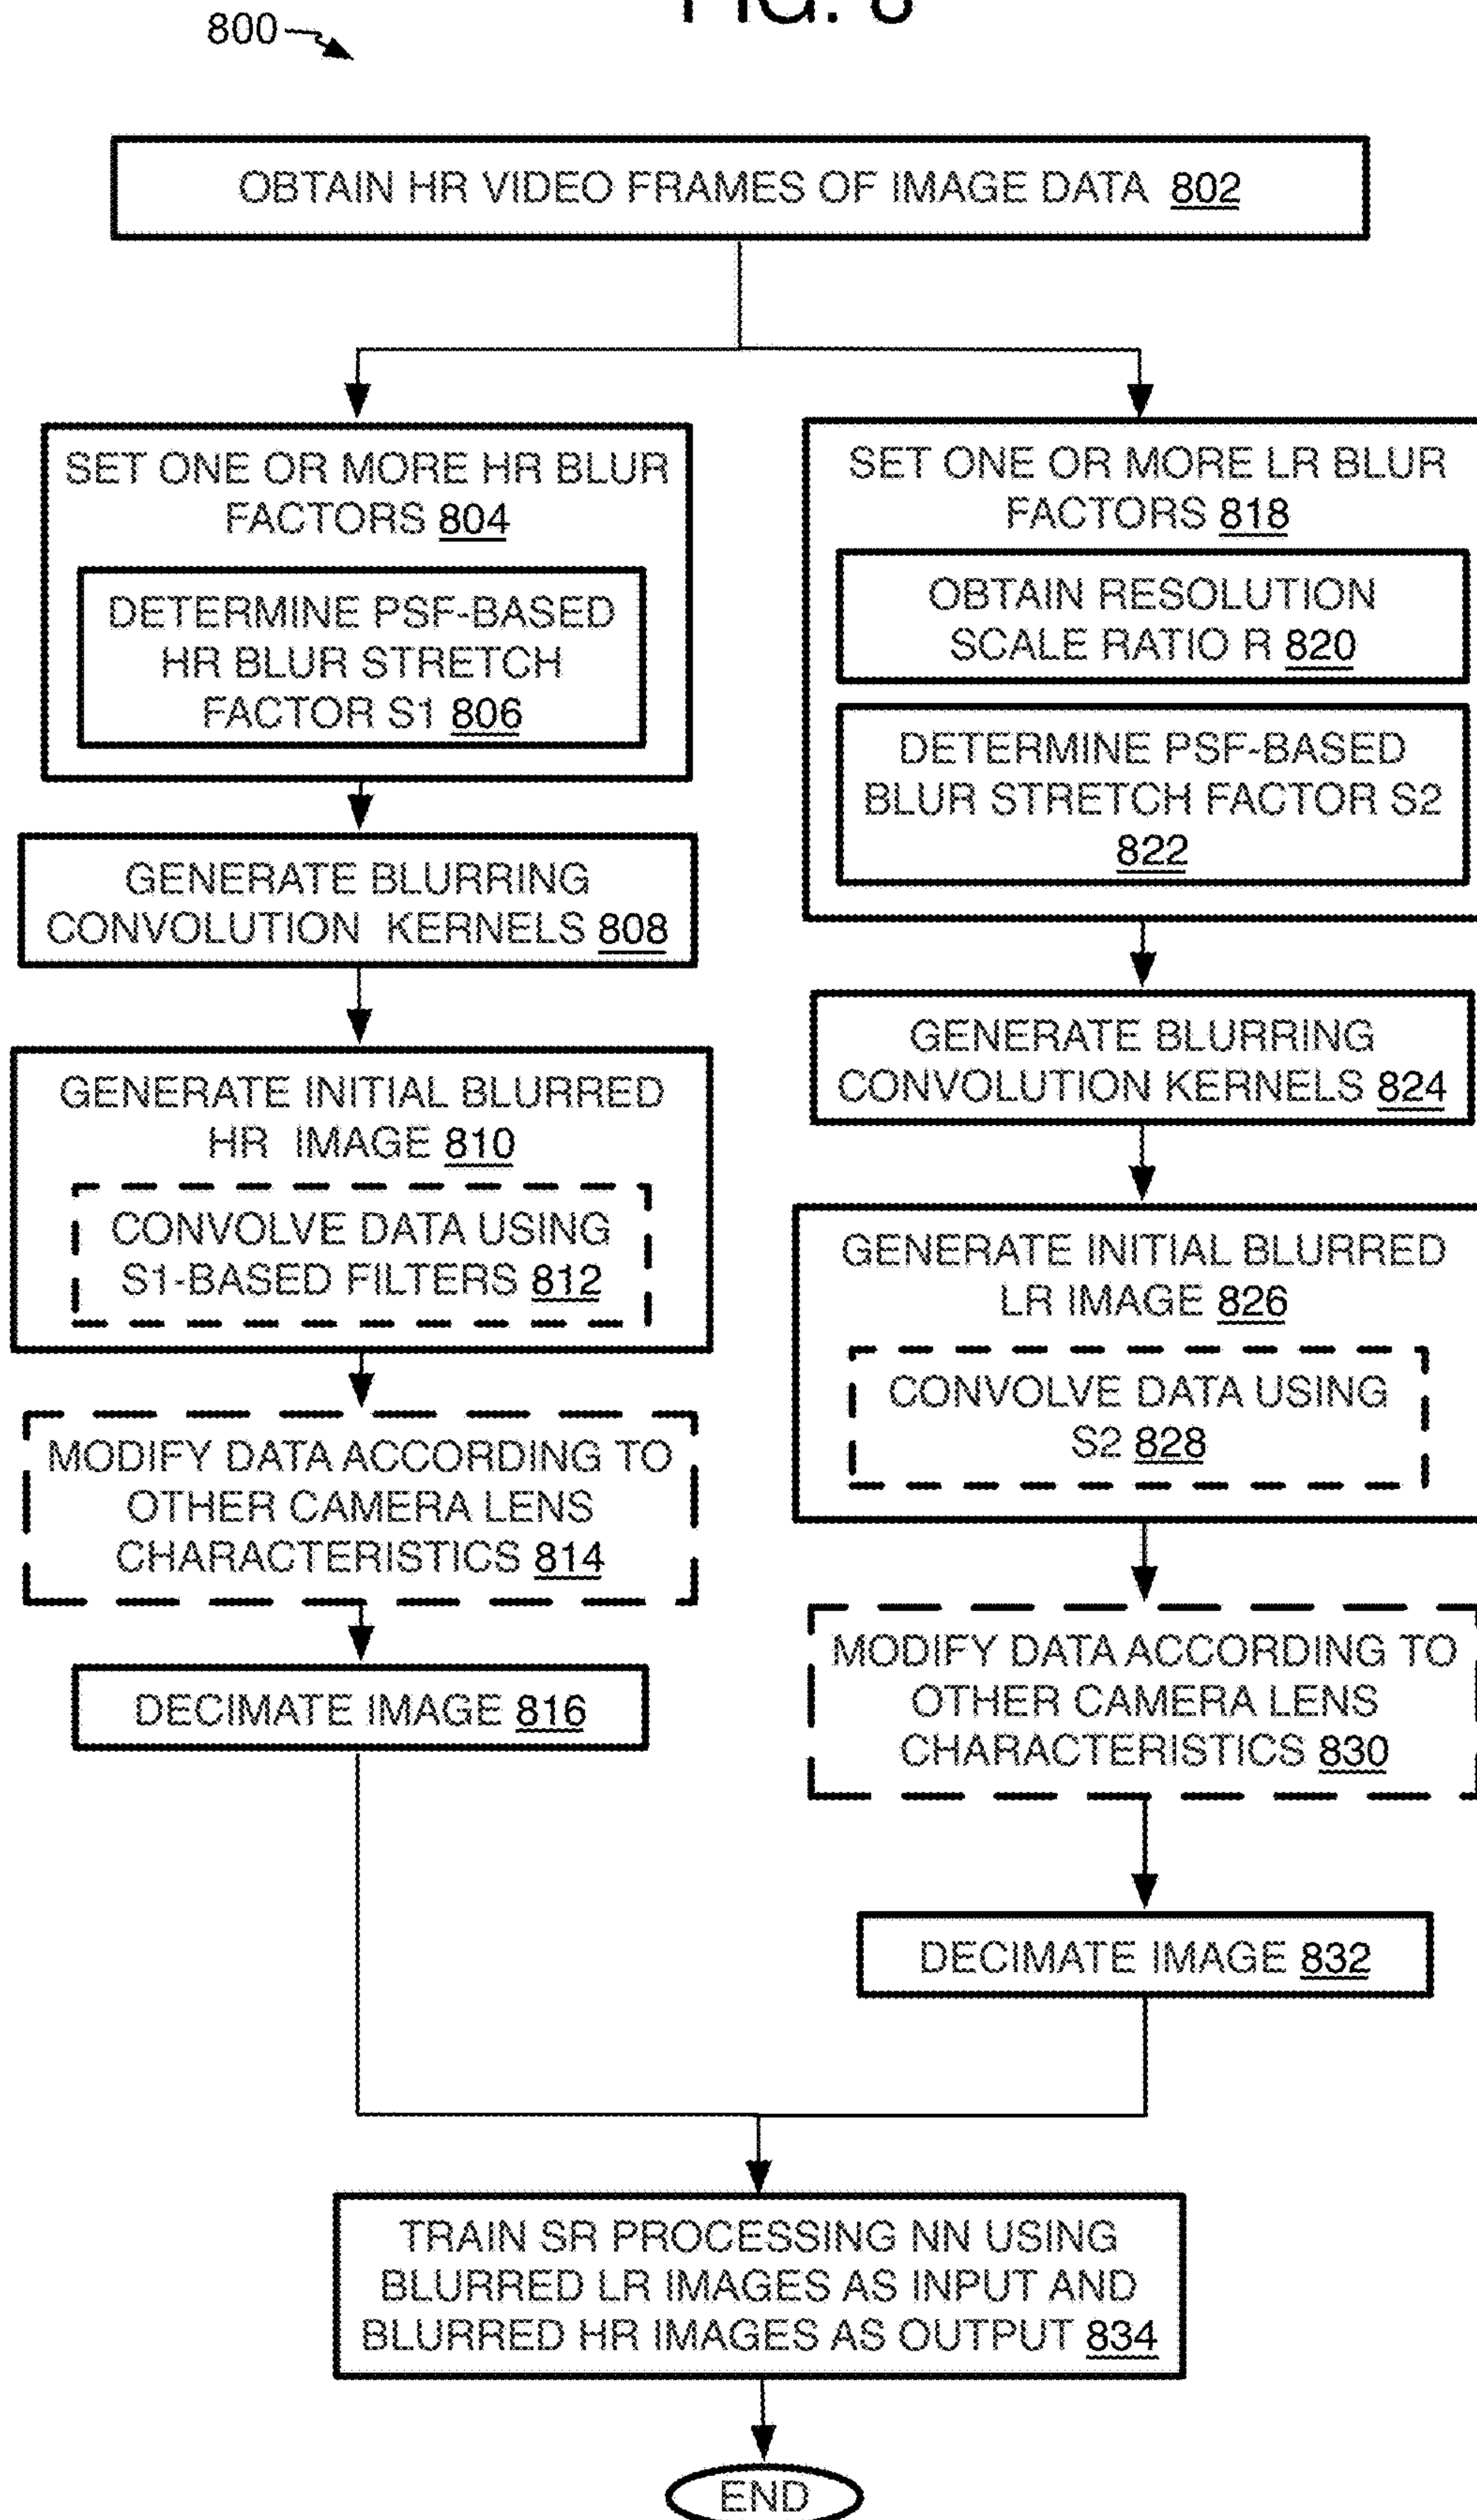 FIG. 8
800
OBTAIN HR VIDEO FRAMES OF IMAGE DATA 802
SET ONE OR MORE HR BLUR
FACTORS 804
DETERMINE PSF-BASED
HR BLUR STRETCH
FACTOR S1 806
GENERATE BLURRING
CONVOLUTION KERNELS 808
GENERATE INITIAL BLURRED
HR IMAGE 810
CONVOLVE DATA USING
S1-BASED FILTERS 812
MODIFY DATA ACCORDING TO
OTHER CAMERA LENS
CHARACTERISTICS 814
DECIMATE IMAGE 816
SET ONE OR MORE LR BLUR
FACTORS 818
OBTAIN RESOLUTION
SCALE RATIO R 820
DETERMINE PSF-BASED
BLUR STRETCH FACTOR S2
822
GENERATE BLURRING
CONVOLUTION KERNELS 824
GENERATE INITIAL BLURRED
LR IMAGE 826
CONVOLVE DATA USING
S2 828
MODIFY DATA ACCORDING TO
OTHER CAMERA LENS
CHARACTERISTICS 830
DECIMATE IMAGE 832
TRAIN SR PROCESSING NN USING
BLURRED LR IMAGES AS INPUT AND
BLURRED HR IMAGES AS OUTPUT 834
END